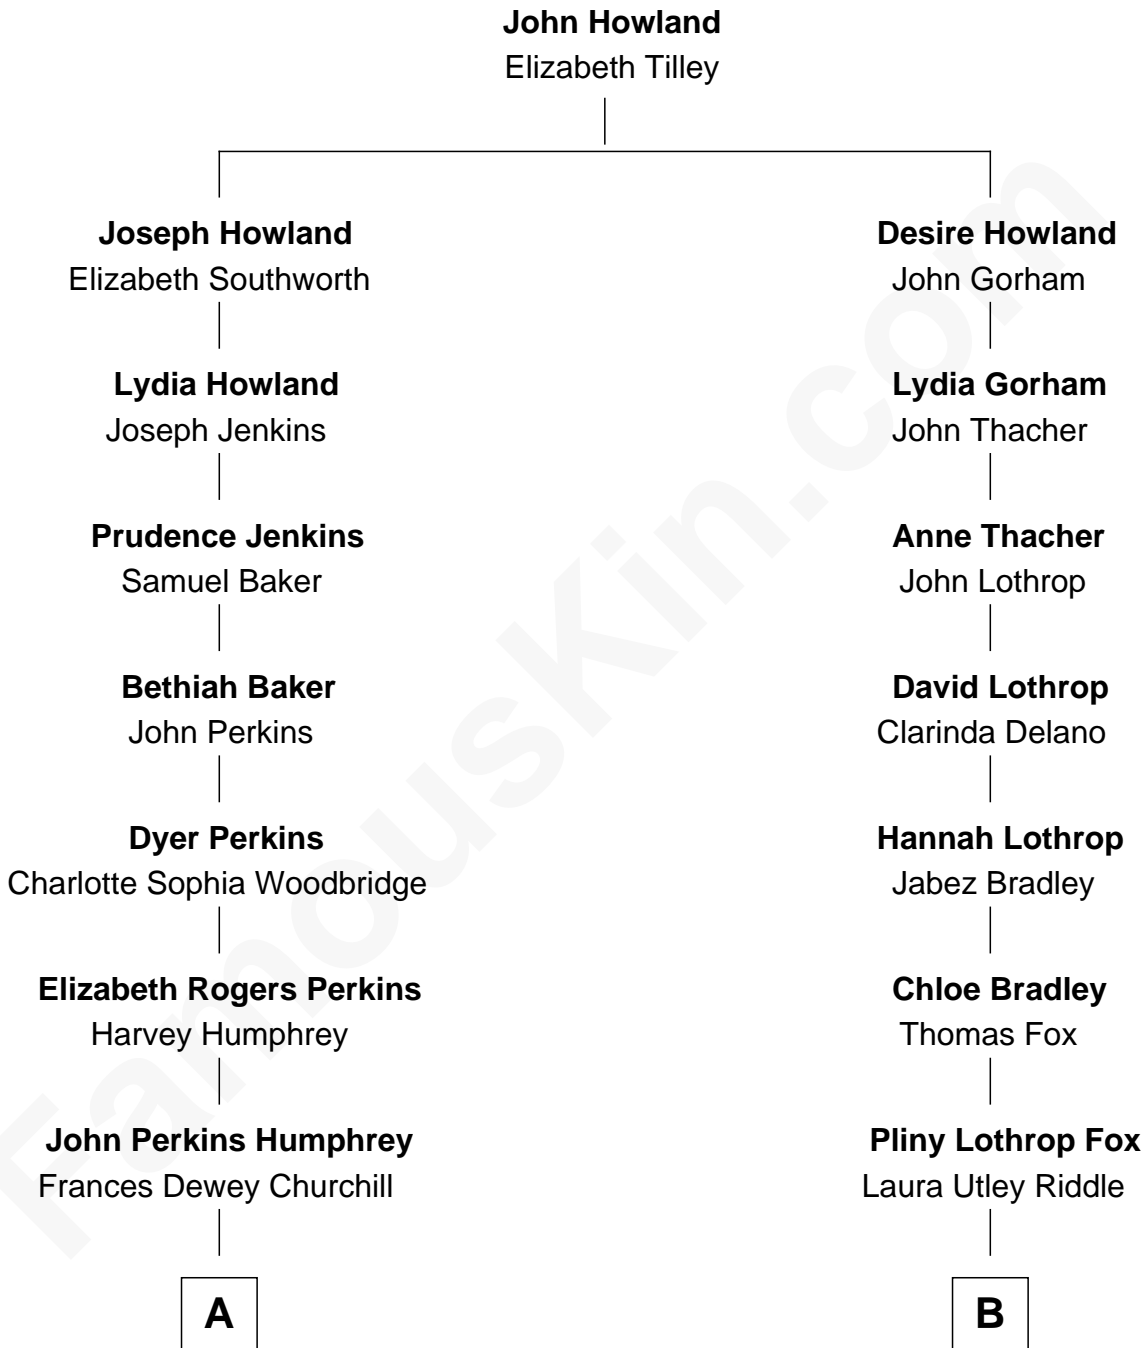 John Howland
Elizabeth Tilley
Joseph Howland
Elizabeth Southworth
Lydia Howland
Joseph Jenkins
Prudence Jenkins
Samuel Baker
Bethiah Baker
John Perkins
Dyer Perkins
Charlotte Sophia Woodbridge
Elizabeth Rogers Perkins
Harvey Humphrey
John Perkins Humphrey
Frances Dewey Churchill
A
Desire Howland
John Gorham
Lydia Gorham
John Thacher
Anne Thacher
John Lothrop
David Lothrop
Clarinda Delano
Hannah Lothrop
Jabez Bradley
Chloe Bradley
Thomas Fox
Pliny Lothrop Fox
Laura Utley Riddle
B
FamousKin.com